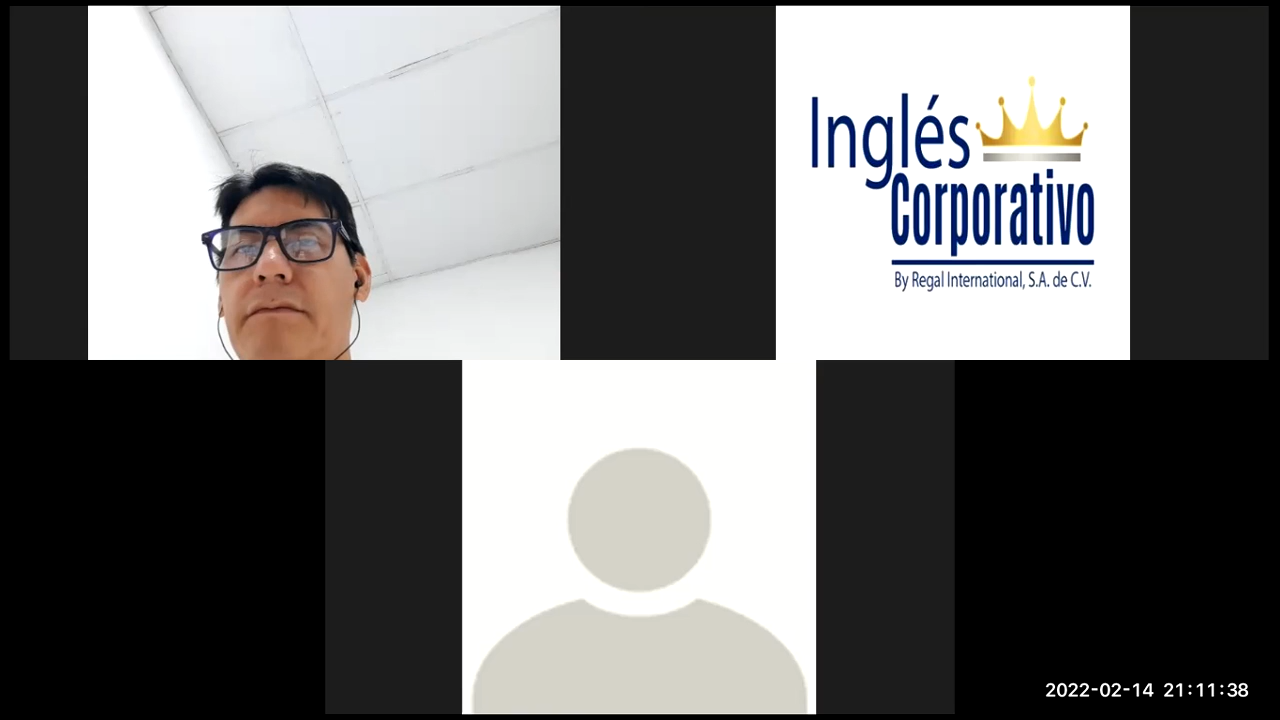 Inglés
Corporativo
By Regal International, S.A. de C.V.
2022-02-14 21:11:38